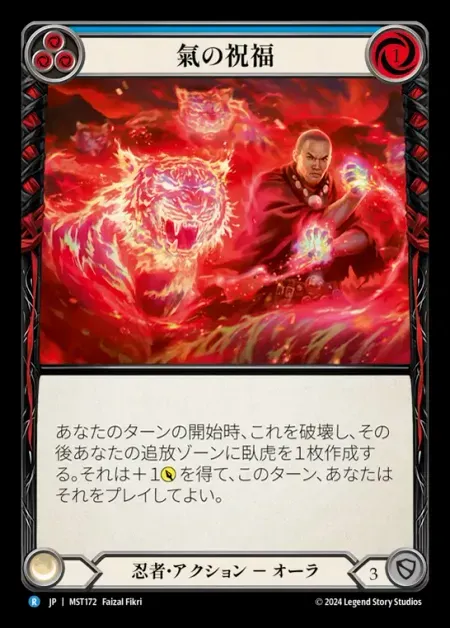 1
氣の祝福
あなたのターンの開始時、これを破壊し、その
後あなたの追放ゾーンに臥虎を1枚作成す
る。それは+1を得て、このターン、あなたは
それをプレイしてよい。
忍者・アクション － オーラ
3
R JP | MST172 Faizal Fikri
© 2024 Legend Story Studios